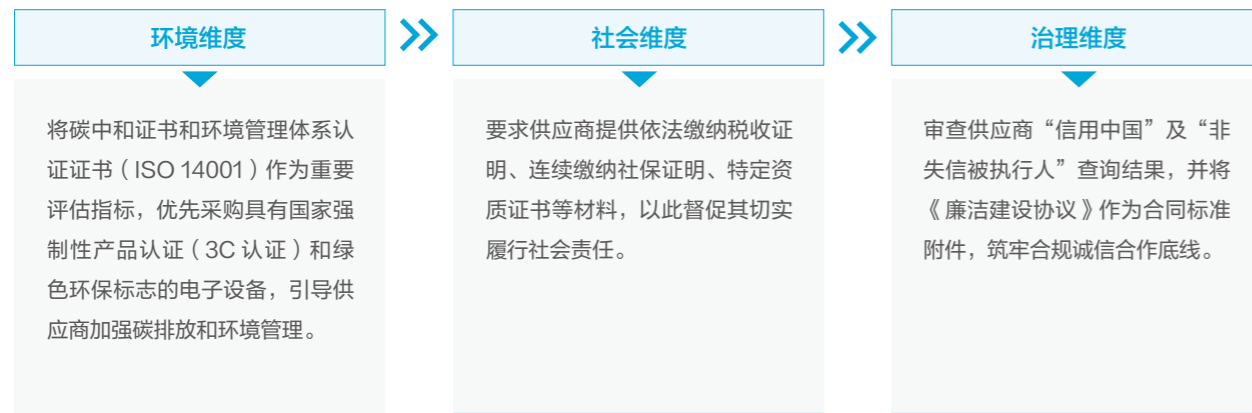 环境维度
将碳中和证书和环境管理体系认
证证书（ISO 14001）作为重要
评估指标，优先采购具有国家强
制性产品认证（3C 认证）和绿
色环保标志的电子设备，引导供
应商加强碳排放和环境管理。
社会维度
要求供应商提供依法缴纳税收证
明、连续缴纳社保证明、特定资
质证书等材料，以此督促其切实
履行社会责任。
治理维度
审查供应商“信用中国”及“非
失信被执行人”查询结果，并将
《廉洁建设协议》作为合同标准
附件，筑牢合规诚信合作底线。